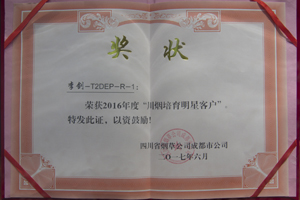 奖状
李剑-T2DEP-R-1：
荣获2016年度“川烟培育明星客户”，
特发此证，以资鼓励！
四川省烟草公司成都市公司
二〇一七年六月